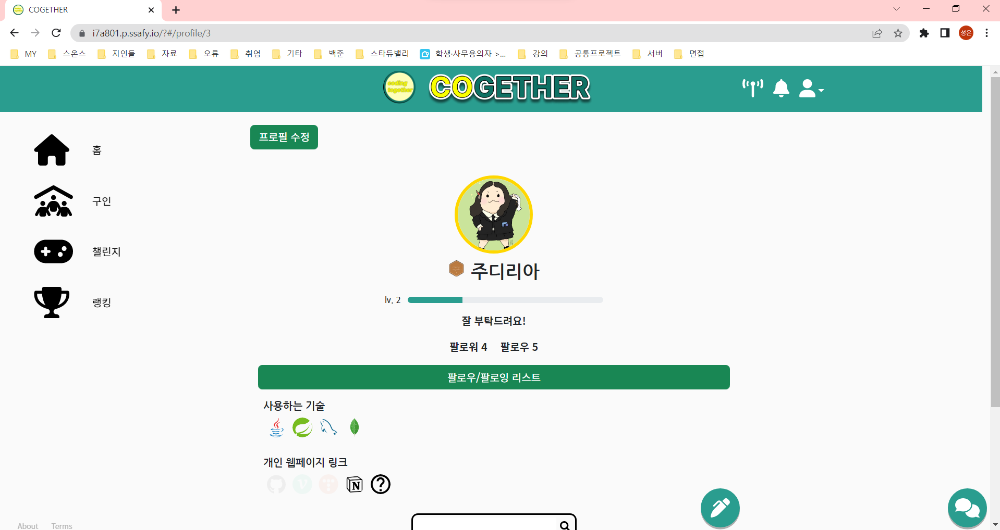 COGETHER
i7a801.p.ssafy.io/?#/profile/3
성은
MY 스온스 지인들 자료 오류 취업 기타 백준 스타듀밸리 학생·사무용의자 >... 강의 공통프로젝트 서버 면접
coding together COGETHER
프로필 수정
홈
구인
챌린지
랭킹
주디리아
lv. 2
잘 부탁드려요!
팔로워 4 팔로우 5
팔로우/팔로잉 리스트
사용하는 기술
개인 웹페이지 링크
About Terms